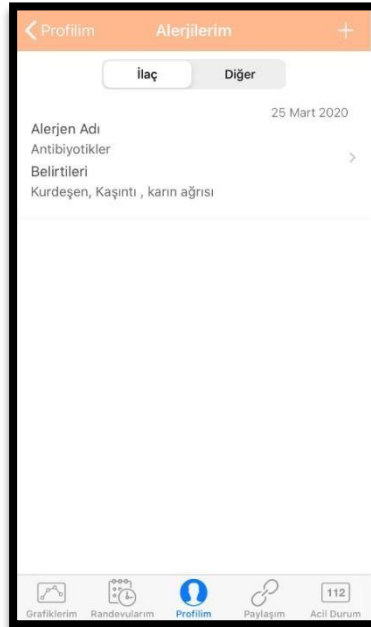 Profilim Alerjilerim
İlaç Diğer
25 Mart 2020
Alerjen Adı
Antibiyotikler
Belirtileri
Kurdeşen, Kaşıntı , karın ağrısı
112
Grafiklerim Randevularım Profilim Paylaşım Acil Durum